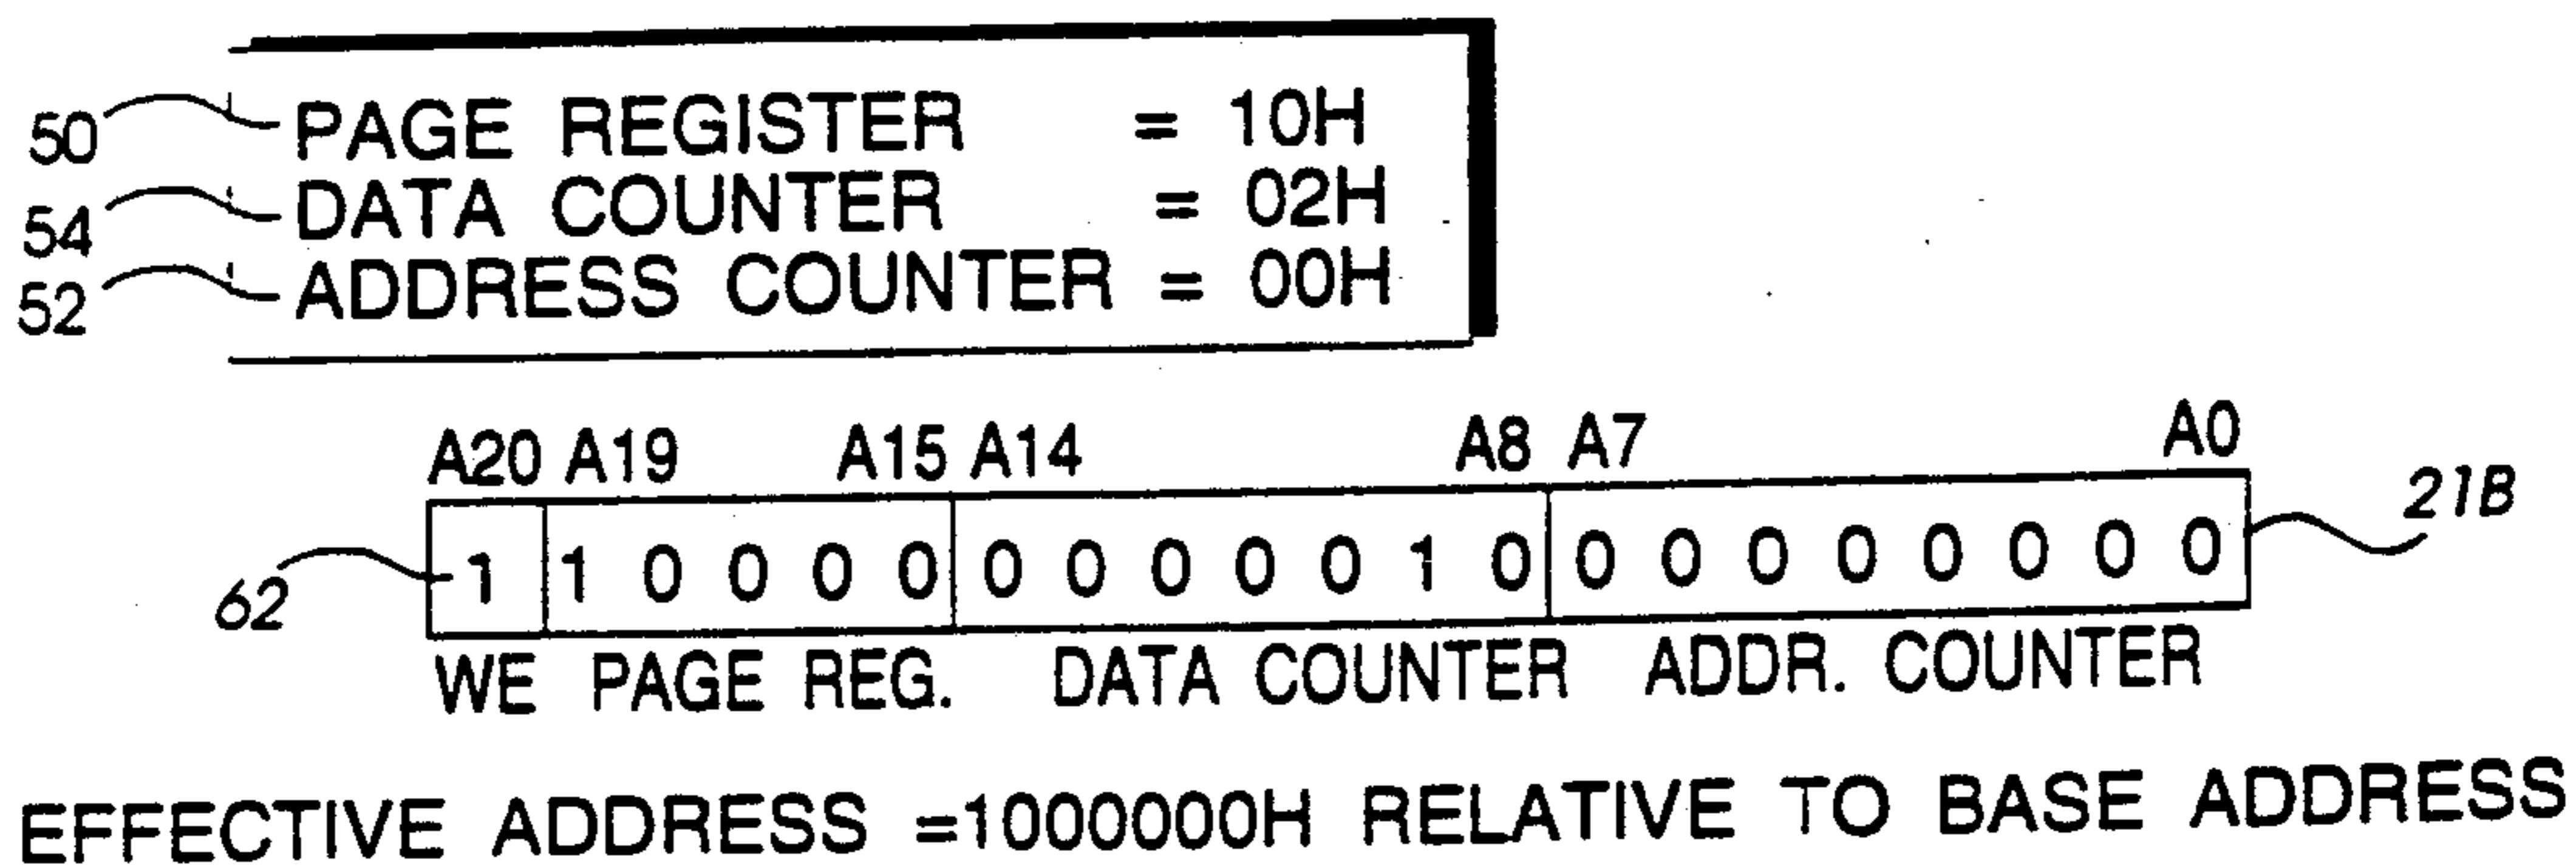 50 PAGE REGISTER = 10H
54 DATA COUNTER = 02H
52 ADDRESS COUNTER = 00H
A20 A19 A15 A14 A8 A7 A0
21B
62 1 1 0 0 0 0 0 0 0 0 0 1 0 0 0 0 0 0 0 0 0
WE PAGE REG. DATA COUNTER ADDR. COUNTER
EFFECTIVE ADDRESS =1000000H RELATIVE TO BASE ADDRESS